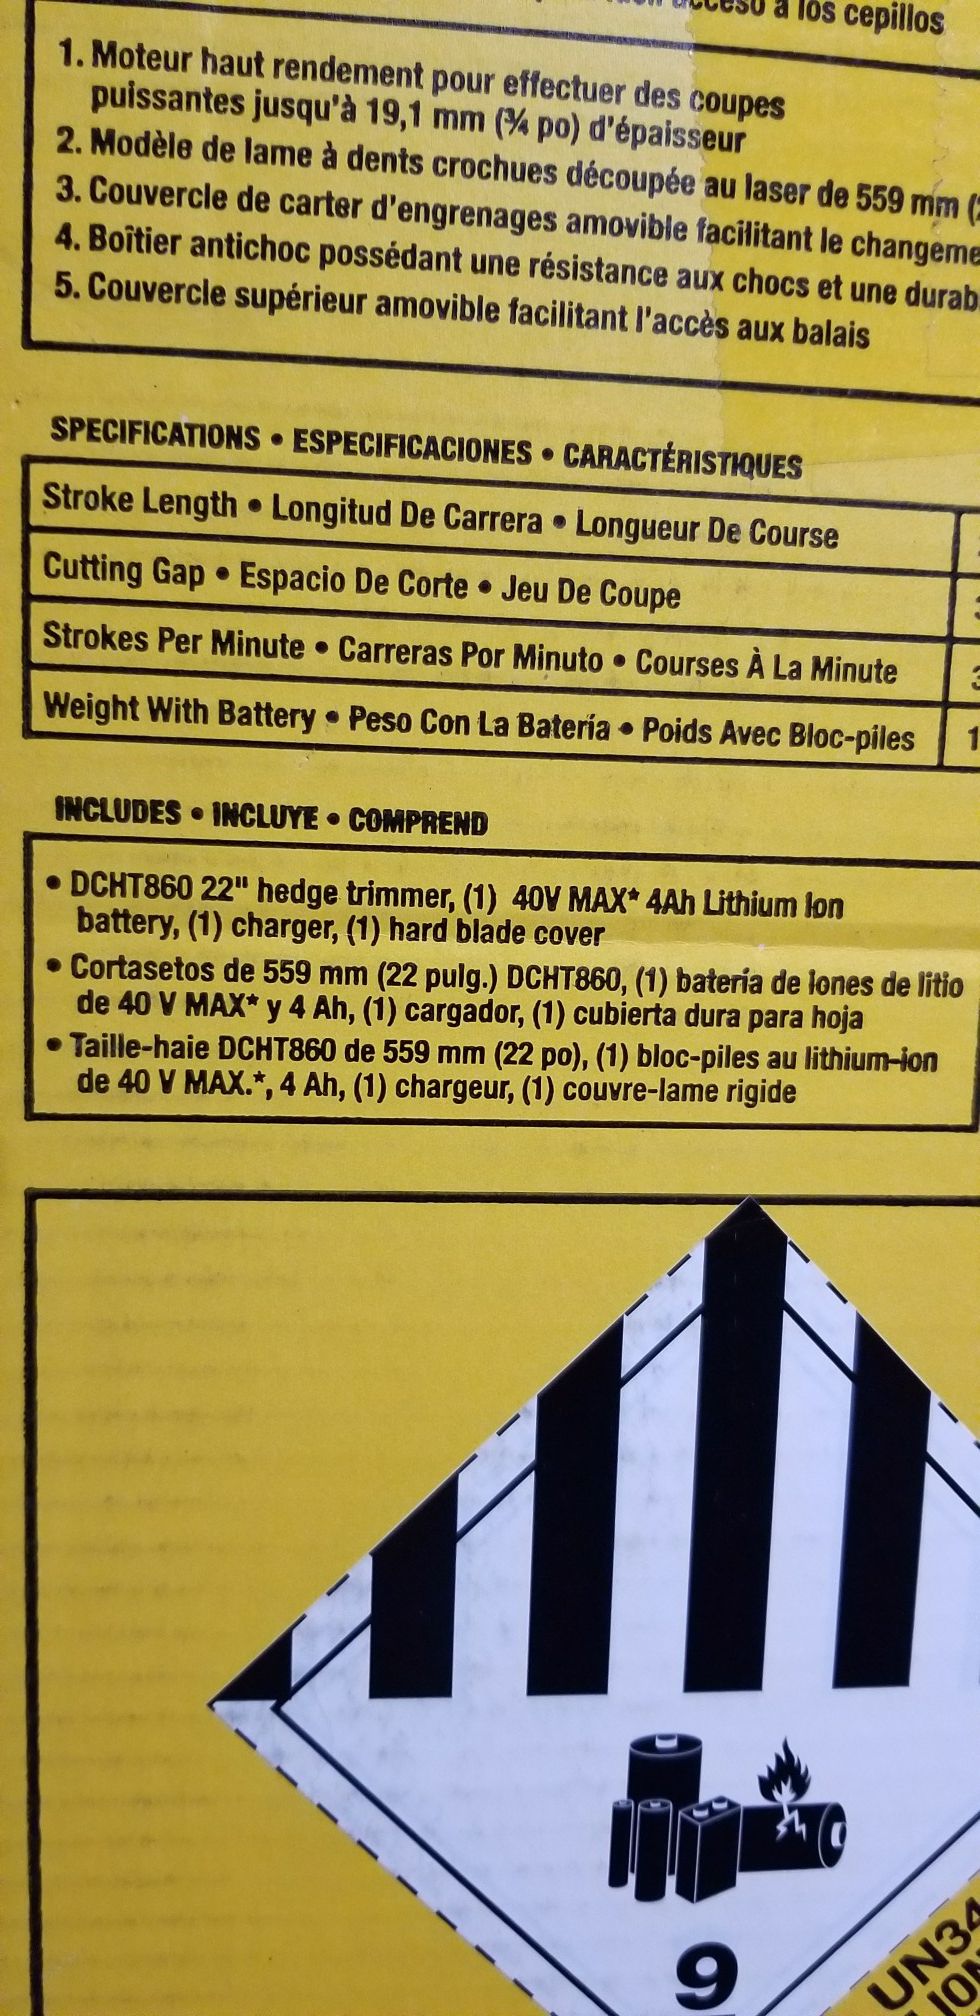 acceso a los cepillos
1. Moteur haut rendement pour effectuer des coupes
puissantes jusqu'à 19,1 mm (¾ po) d'épaisseur
2. Modèle de lame à dents crochues découpée au laser de 559 mm (
3. Couvercle de carter d'engrenages amovible facilitant le changeme
4. Boîtier antichoc possédant une résistance aux chocs et une durab
5. Couvercle supérieur amovible facilitant l'accès aux balais
SPECIFICATIONS • ESPECIFICACIONES • CARACTÉRISTIQUES
Stroke Length • Longitud De Carrera • Longueur De Course
Cutting Gap • Espacio De Corte • Jeu De Coupe
Strokes Per Minute • Carreras Por Minuto • Courses À La Minute
Weight With Battery • Peso Con La Batería • Poids Avec Bloc-piles 1
INCLUDES • INCLUYE • COMPREND
• DCHT860 22" hedge trimmer, (1) 40V MAX* 4Ah Lithium Ion
battery, (1) charger, (1) hard blade cover
• Cortasetos de 559 mm (22 pulg.) DCHT860, (1) batería de iones de litio
de 40 V MAX* y 4 Ah, (1) cargador, (1) cubierta dura para hoja
• Taille-haie DCHT860 de 559 mm (22 po), (1) bloc-piles au lithium-ion
de 40 V MAX.*, 4 Ah, (1) chargeur, (1) couvre-lame rigide
9
UN34
ION